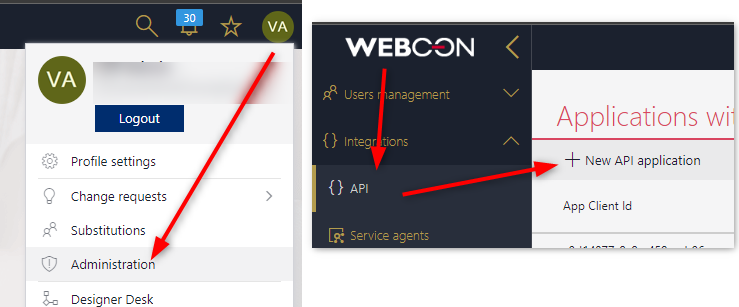 30
VA
VA
Logout
Profile settings
Change requests
Substitutions
Administration
Designer Desk
WEBCON
Users management
{} Integrations
{} API
Service agents
Applications wit
+ New API application
App Client Id